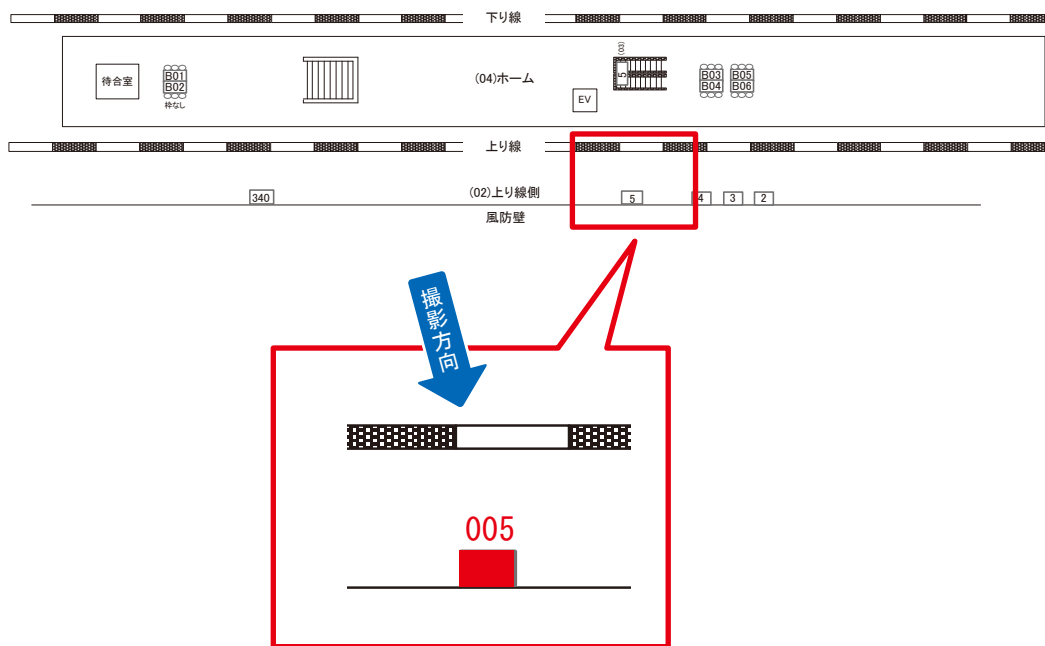 下り線
(03)
5
待合室
B01
B02
枠なし
(04)ホーム
EV
B03
B04
B05
B06
上り線
(02)上り線側
340
5
4
3
2
風防壁
撮影方向
005